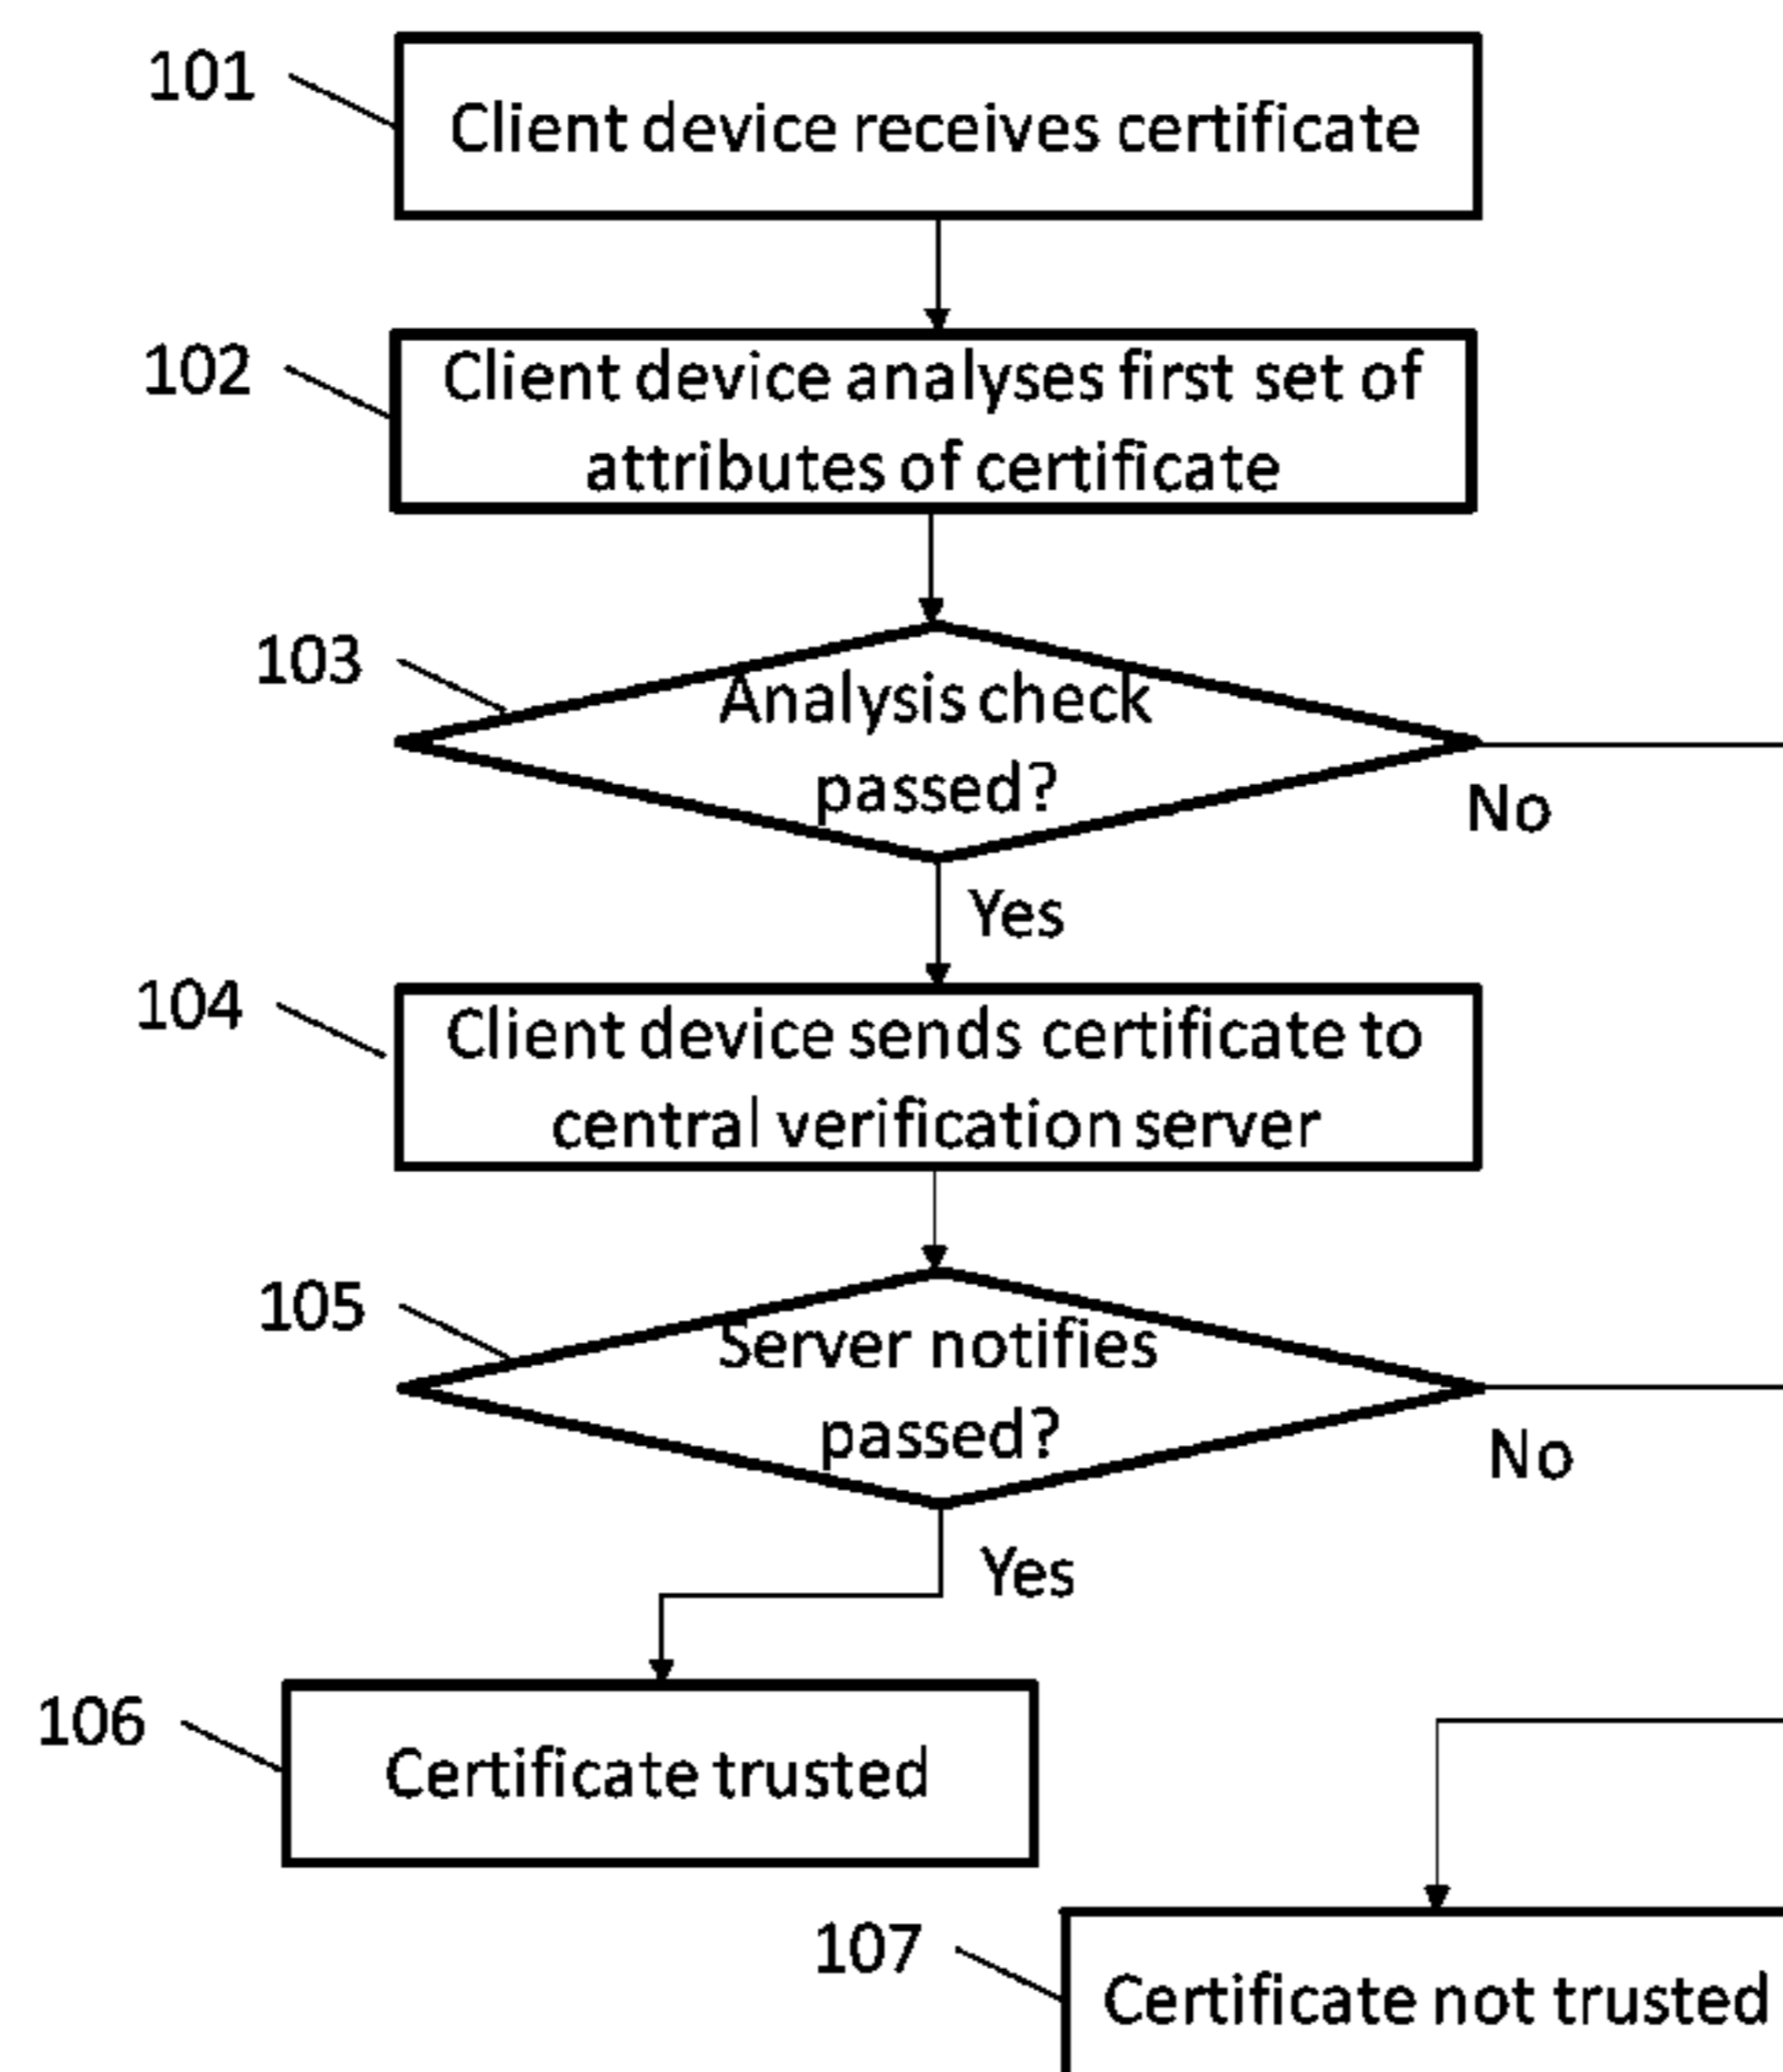 101
Client device receives certificate
102
Client device analyses first set of
attributes of certificate
103
Analysis check
passed?
No
Yes
104
Client device sends certificate to
central verification server
105
Server notifies
passed?
No
Yes
106
Certificate trusted
107
Certificate not trusted